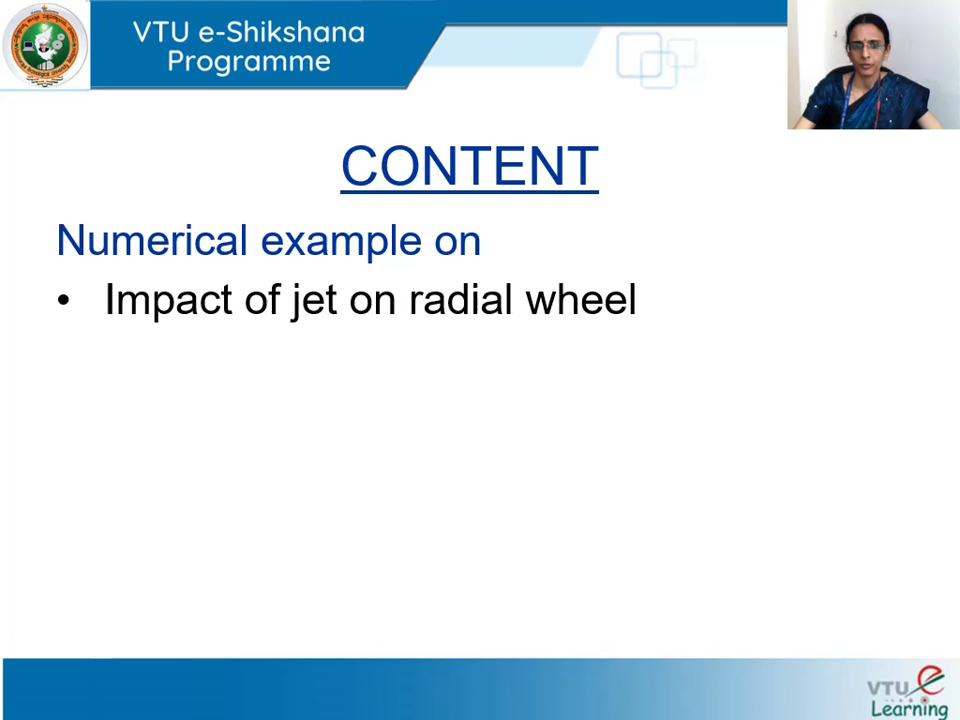 VTU e-Shikshana
Programme
CONTENT
Numerical example on
• Impact of jet on radial wheel
VTU e
Learning